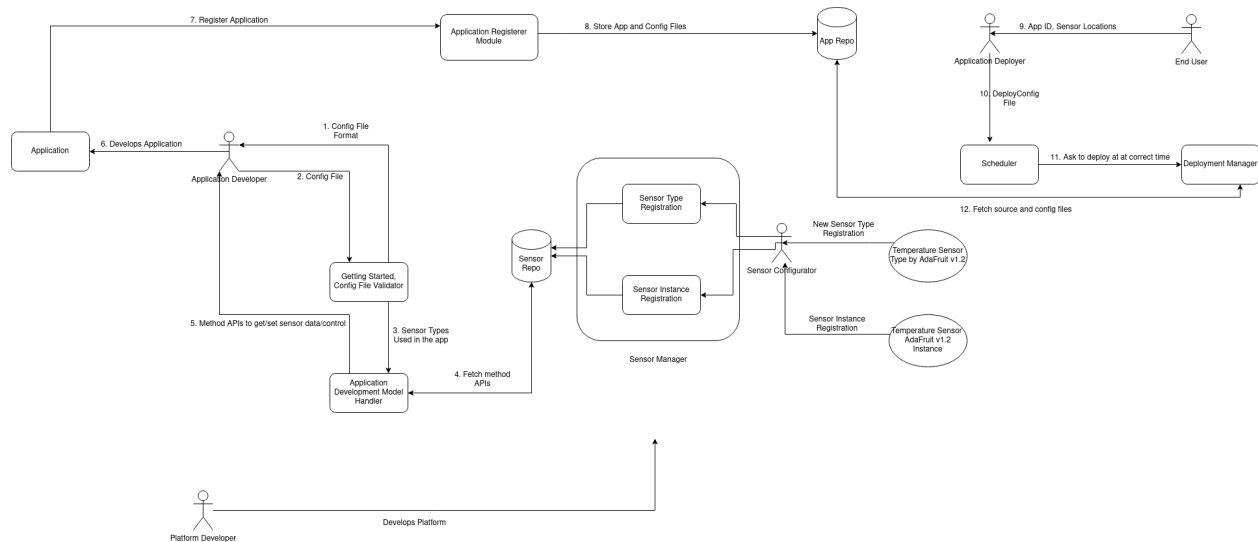 7. Register Application
Application Registerer
Module
8. Store App and Config Files
App Repo
9. App ID, Sensor Locations
Application Deployer
End User
10. DeployConfig
File
1. Config File
Format
Application
6. Develops Application
Application Developer
2. Config File
Scheduler
11. Ask to deploy at at correct time
Deployment Manager
12. Fetch source and config files
Sensor Type
Registration
New Sensor Type
Registration
Sensor
Repo
Sensor Configurator
Temperature Sensor
Type by AdaFruit v1.2
Getting Started,
Config File Validator
Sensor Instance
Registration
5. Method APIs to get/set sensor data/control
3. Sensor Types
Used in the app
Sensor Instance
Registration
Temperature Sensor
AdaFruit v1.2
Instance
Sensor Manager
Application
Development Model
Handler
4. Fetch method
APIs
Develops Platform
Platform Developer